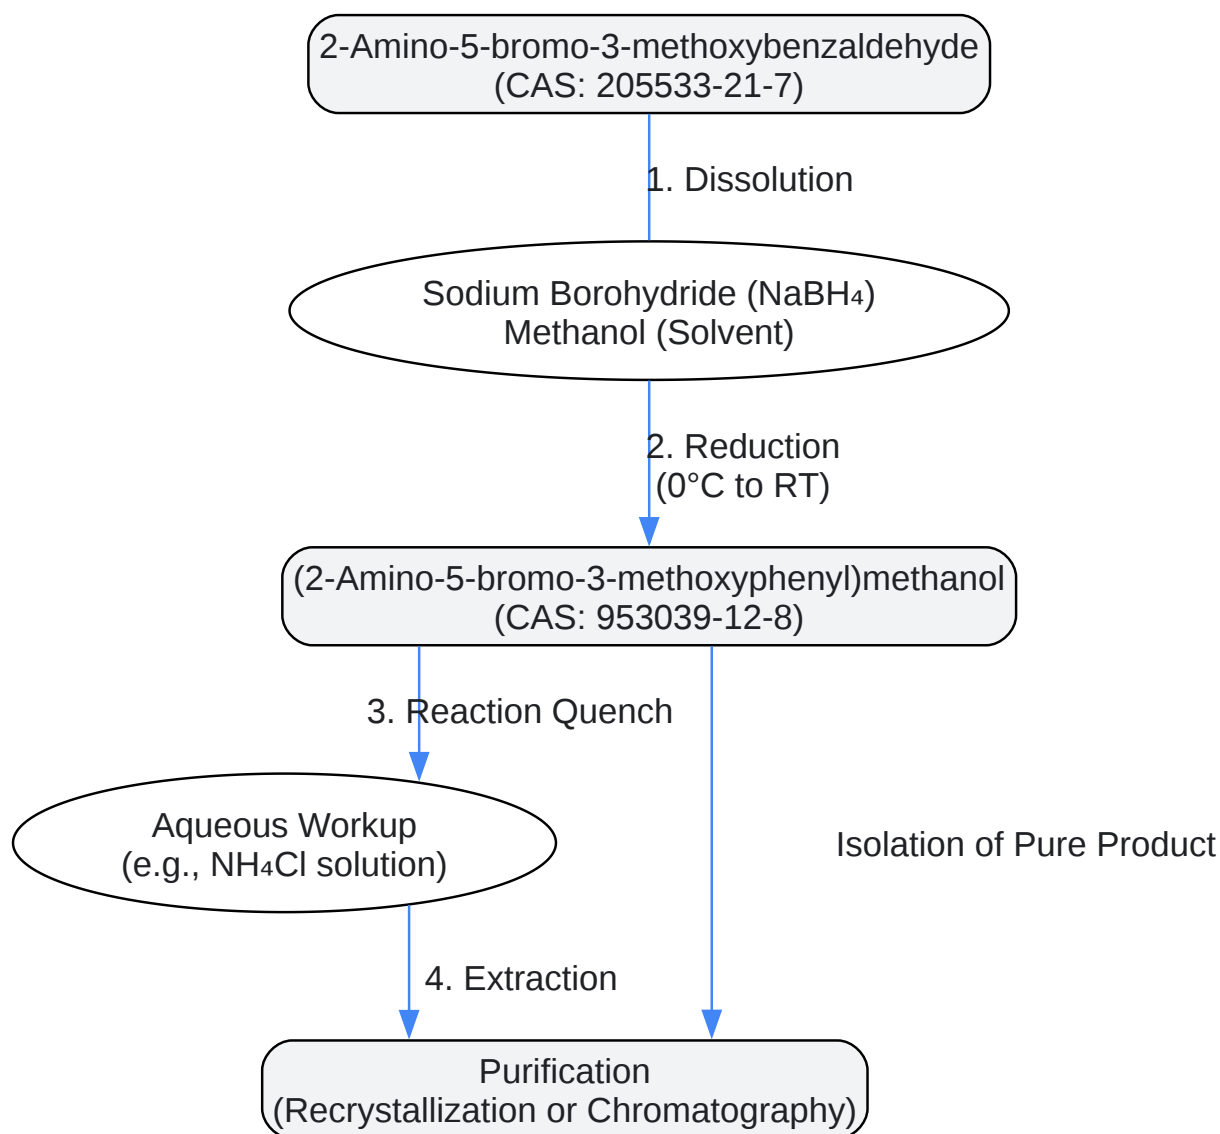 2-Amino-5-bromo-3-methoxybenzaldehyde
(CAS: 205533-21-7)
1. Dissolution
Sodium Borohydride (NaBH₄)
Methanol (Solvent)
2. Reduction
(0°C to RT)
(2-Amino-5-bromo-3-methoxyphenyl)methanol
(CAS: 953039-12-8)
3. Reaction Quench
Aqueous Workup
(e.g., NH₄Cl solution)
Isolation of Pure Product
4. Extraction
Purification
(Recrystallization or Chromatography)